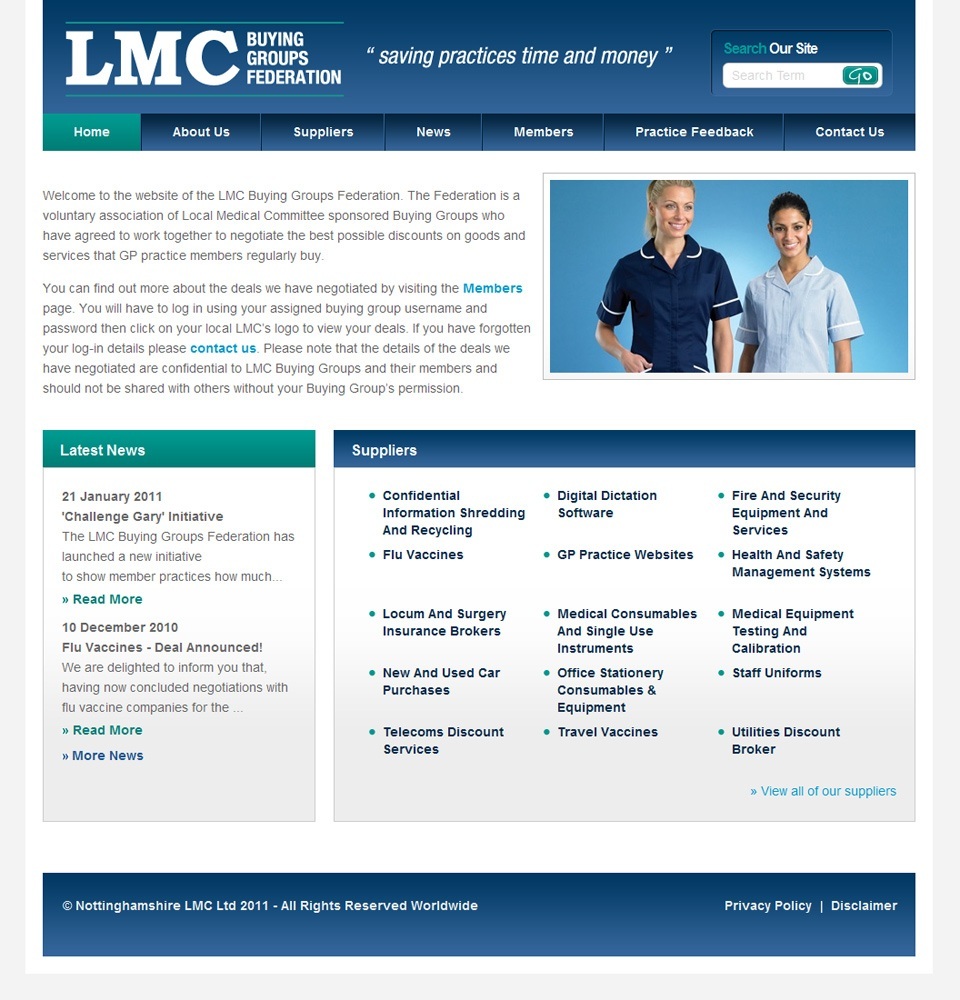 LMC
BUYING
GROUPS
FEDERATION
“ saving practices time and money ”
Search Our Site
Search Term
GO
Home
About Us
Suppliers
News
Members
Practice Feedback
Contact Us
Welcome to the website of the LMC Buying Groups Federation. The Federation is a
voluntary association of Local Medical Committee sponsored Buying Groups who
have agreed to work together to negotiate the best possible discounts on goods and
services that GP practice members regularly buy.
You can find out more about the deals we have negotiated by visiting the Members
page. You will have to log in using your assigned buying group username and
password then click on your local LMC's logo to view your deals. If you have forgotten
your log-in details please contact us. Please note that the details of the deals we
have negotiated are confidential to LMC Buying Groups and their members and
should not be shared with others without your Buying Group's permission.
Latest News
21 January 2011
'Challenge Gary' Initiative
The LMC Buying Groups Federation has
launched a new initiative
to show member practices how much...
» Read More
10 December 2010
Flu Vaccines - Deal Announced!
We are delighted to inform you that,
having now concluded negotiations with
flu vaccine companies for the ...
» Read More
» More News
Suppliers
Confidential
Information Shredding
And Recycling
Digital Dictation
Software
Fire And Security
Equipment And
Services
Flu Vaccines
GP Practice Websites
Health And Safety
Management Systems
Locum And Surgery
Insurance Brokers
Medical Consumables
And Single Use
Instruments
Medical Equipment
Testing And
Calibration
New And Used Car
Purchases
Office Stationery
Consumables &
Equipment
Staff Uniforms
Telecoms Discount
Services
Travel Vaccines
Utilities Discount
Broker
» View all of our suppliers
© Nottinghamshire LMC Ltd 2011 - All Rights Reserved Worldwide
Privacy Policy | Disclaimer